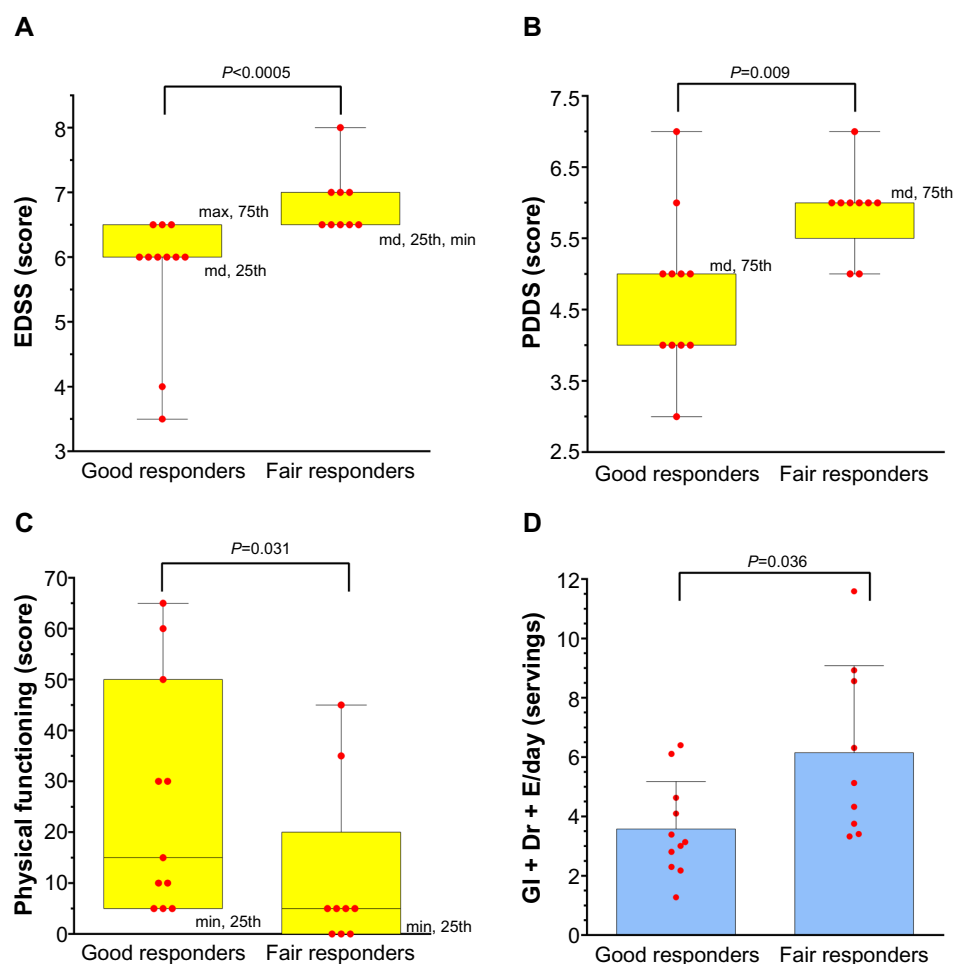 A
P<0.0005
EDSS (score)
8
7
6
5
4
3
max, 75th
md, 25th
md, 25th, min
Good responders
Fair responders
B
P=0.009
PDDS (score)
7.5
6.5
5.5
4.5
3.5
2.5
md, 75th
md, 75th
Good responders
Fair responders
C
P=0.031
Physical functioning (score)
70
60
50
40
30
20
10
0
min, 25th
min, 25th
Good responders
Fair responders
D
P=0.036
GI + Dr + E/day (servings)
12
10
8
6
4
2
0
Good responders
Fair responders